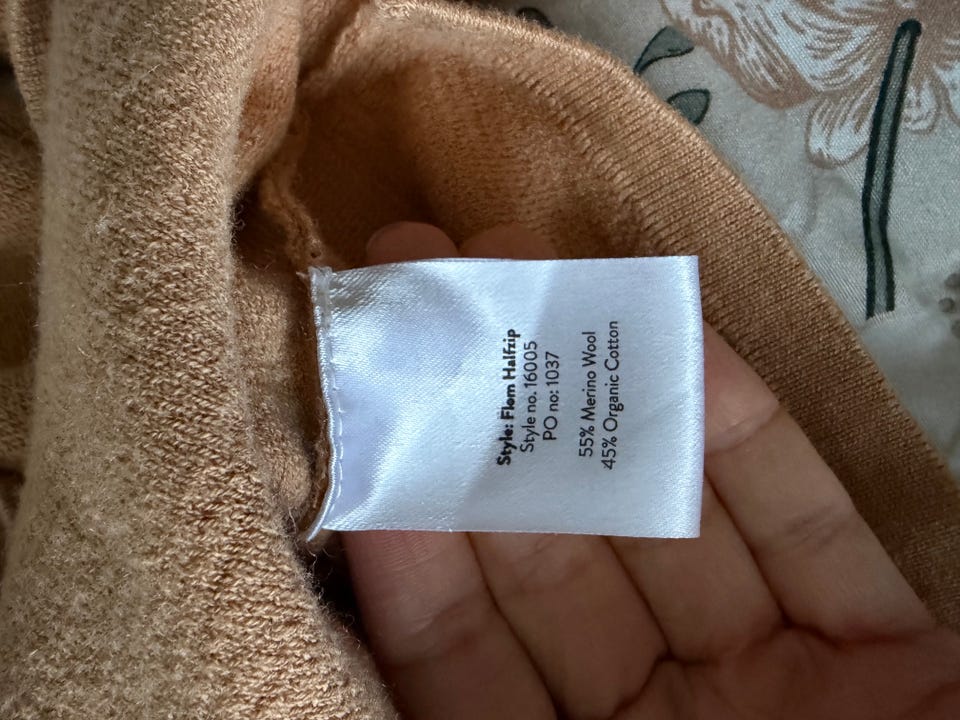 Style: Flom Halfzip
Style no. 16005
PO no: 1037
55% Merino Wool
45% Organic Cotton